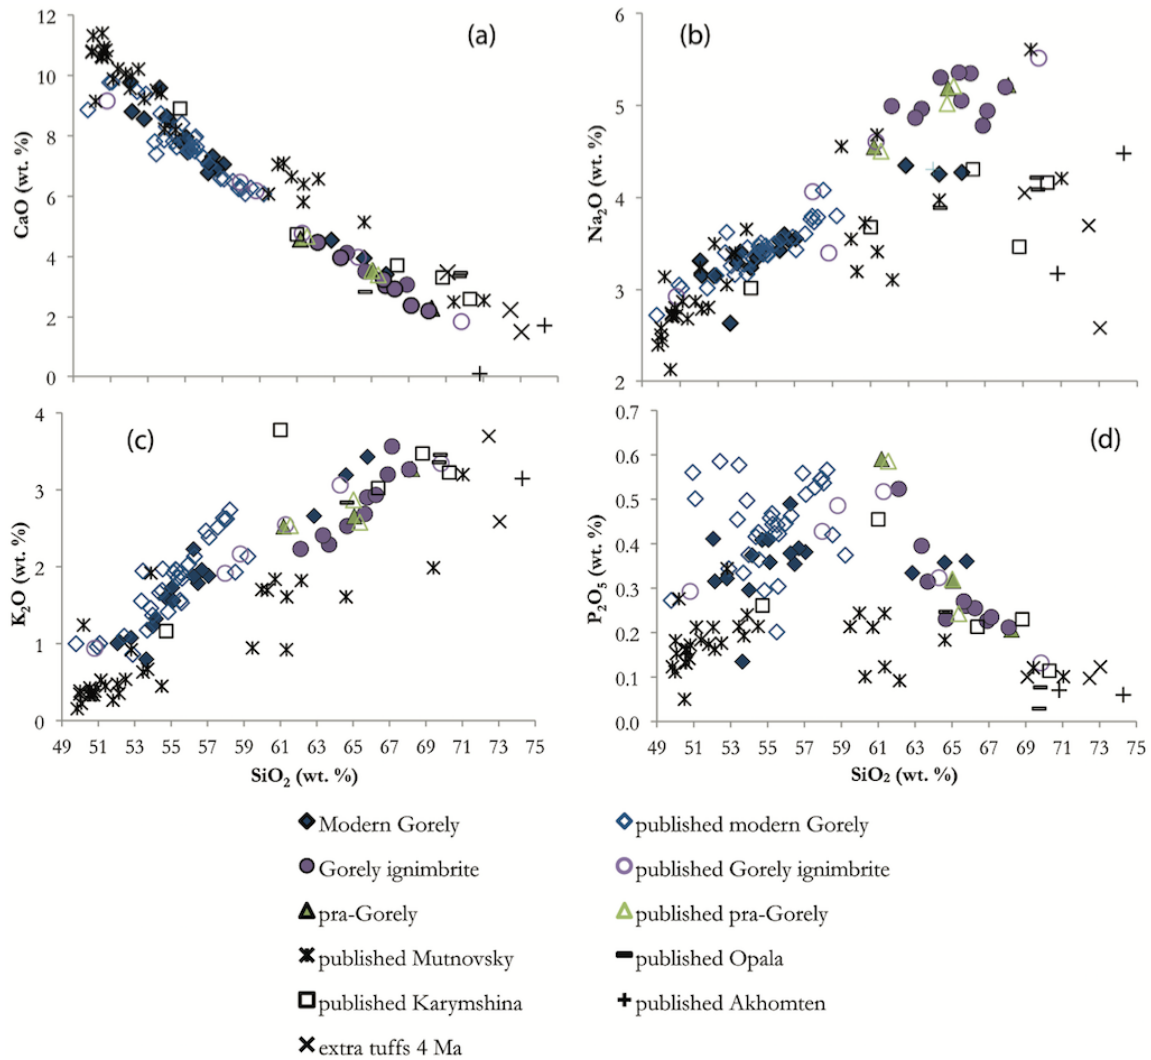 12
10
8
6
4
2
0
CaO (wt. %)
(a)
6
5
4
3
2
Na2O (wt. %)
(b)
4
3
2
1
0
K2O (wt. %)
(c)
49 51 53 55 57 59 61 63 65 67 69 71 73 75
SiO2 (wt. %)
0.7
0.6
0.5
0.4
0.3
0.2
0.1
0.0
P2O5 (wt. %)
(d)
49 51 53 55 57 59 61 63 65 67 69 71 73 75
SiO2 (wt. %)
Modern Gorely
published modern Gorely
Gorely ignimbrite
published Gorely ignimbrite
pra-Gorely
published pra-Gorely
published Mutnovsky
published Opala
published Karymshina
published Akhomten
extra tuffs 4 Ma